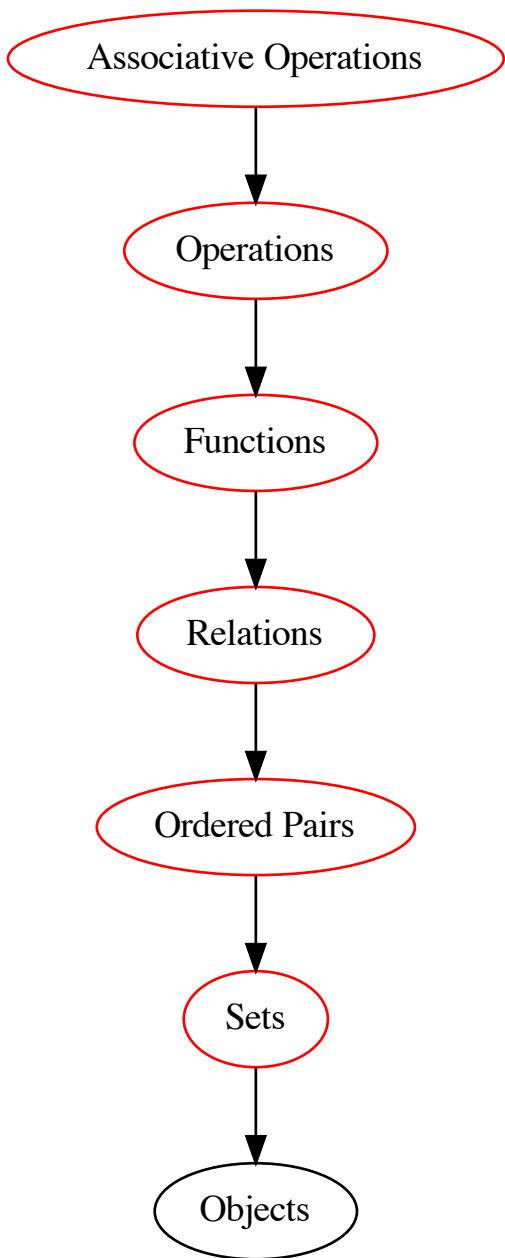 Associative Operations
Operations
Functions
Relations
Ordered Pairs
Sets
Objects